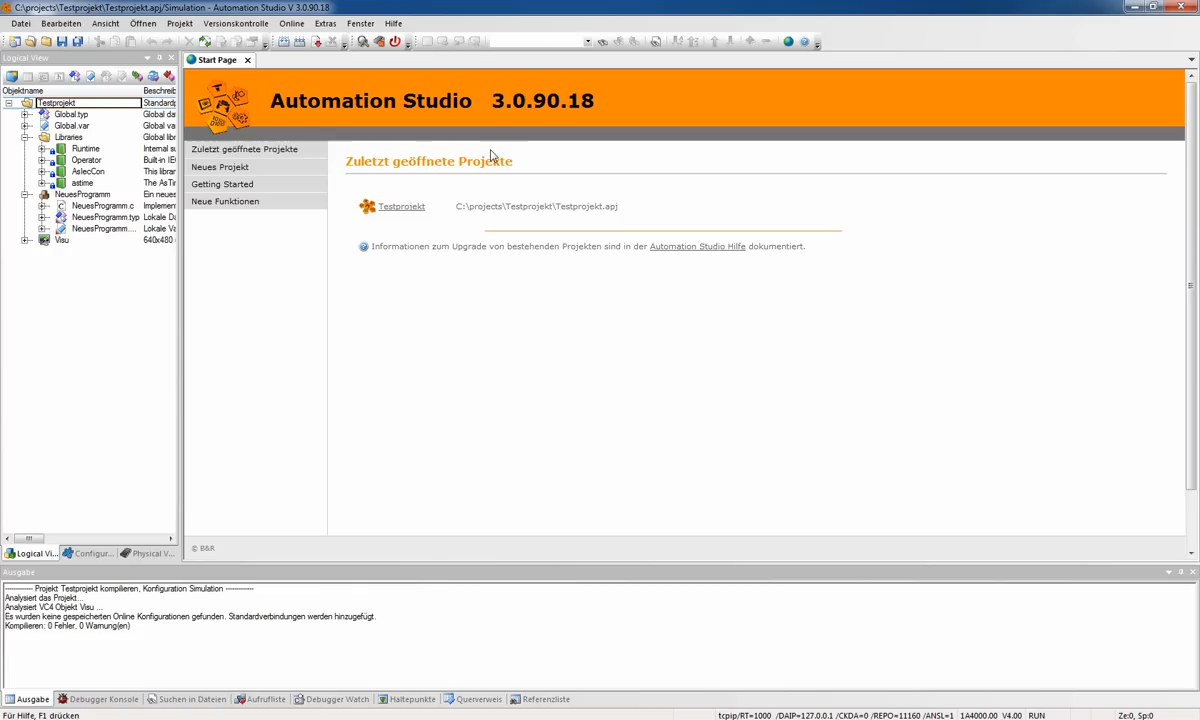 C:\projects\Testprojekt\Testprojekt.apj/Simulation - Automation Studio V 3.0.90.18
Datei Bearbeiten Ansicht Öffnen Projekt Versionskontrolle Online Extras Fenster Hilfe
Logical View
Start Page
Objektname Beschreib
Testprojekt Standardp
Global.typ Global da
Global.var Global va
Libraries Global libr
Runtime Internal su
Operator Built-in IE
AsIecCon This librar
astime The AsTi
NeuesProgramm Ein neues
NeuesProgramm.c Implement
NeuesProgramm.typ Lokale Da
NeuesProgramm.... Lokale Va
Visu 640x480
Logical Vi... Configur... Physical V...
Automation Studio 3.0.90.18
Zuletzt geöffnete Projekte
Neues Projekt
Getting Started
Neue Funktionen
Zuletzt geöffnete Projekte
Testprojekt C:\projects\Testprojekt\Testprojekt.apj
Informationen zum Upgrade von bestehenden Projekten sind in der Automation Studio Hilfe dokumentiert.
© B&R
Ausgabe
------------ Projekt Testprojekt kompilieren, Konfiguration Simulation ------------
Analysiert das Projekt...
Analysiert VC4 Objekt Visu ...
Es wurden keine gespeicherten Online Konfigurationen gefunden. Standardverbindungen werden hinzugefügt.
Kompilieren: 0 Fehler, 0 Warnung(en)
Ausgabe Debugger Konsole Suchen in Dateien Aufrufliste Debugger Watch Haltepunkte Querverweis Referenzliste
Für Hilfe, F1 drücken tcpip/RT=1000 /DAIP=127.0.0.1 /CKDA=0 /REPO=11160 /ANSL=1 1A4000.00 V4.00 RUN Ze:0, Sp:0